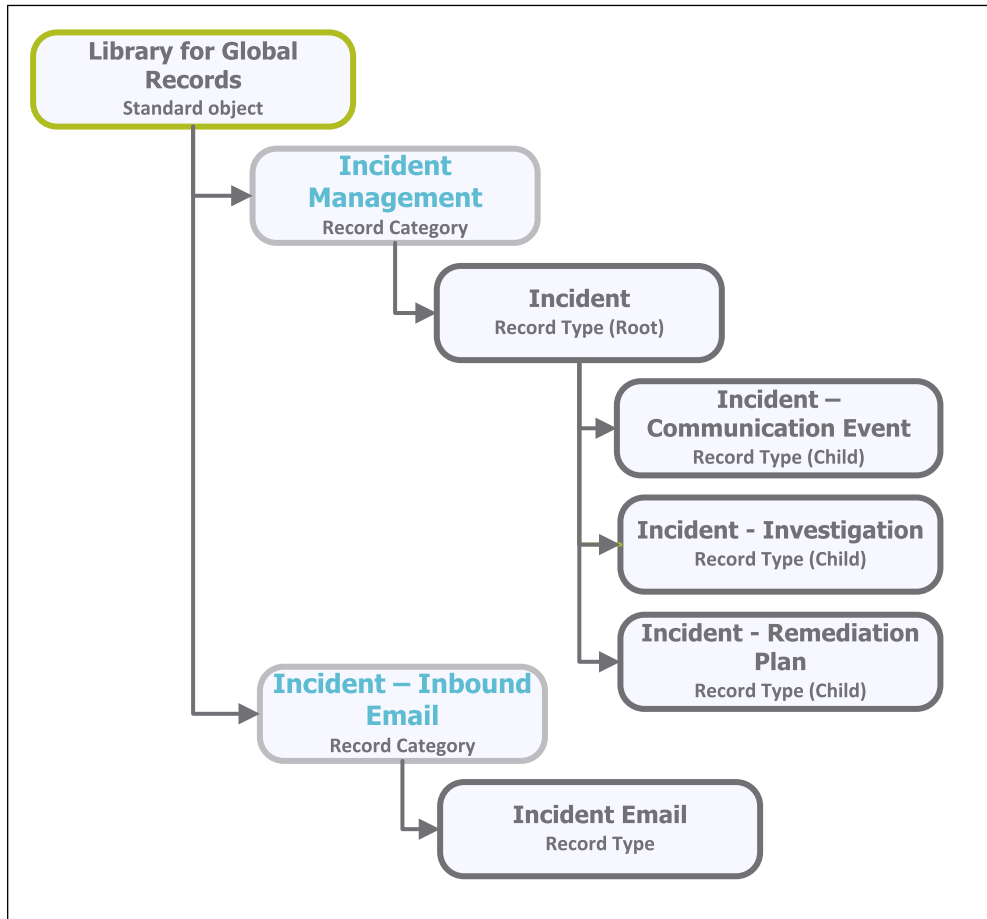 Library for Global
Records
Standard object
Incident
Management
Record Category
Incident
Record Type (Root)
Incident –
Communication Event
Record Type (Child)
Incident - Investigation
Record Type (Child)
Incident - Remediation
Plan
Record Type (Child)
Incident – Inbound
Email
Record Category
Incident Email
Record Type